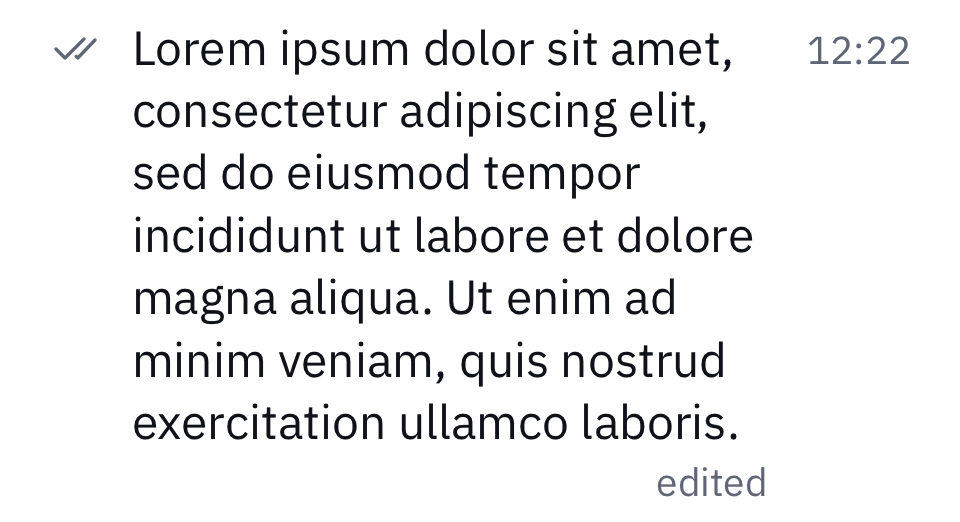 Lorem ipsum dolor sit amet, 12:22
consectetur adipiscing elit,
sed do eiusmod tempor
incididunt ut labore et dolore
magna aliqua. Ut enim ad
minim veniam, quis nostrud
exercitation ullamco laboris.
edited